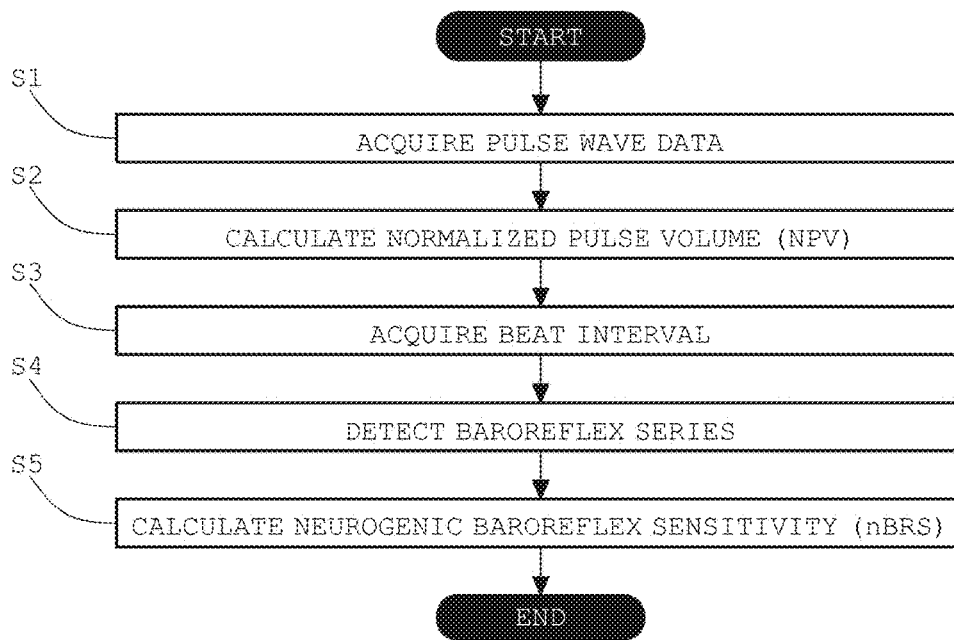 START
S1
ACQUIRE PULSE WAVE DATA
S2
CALCULATE NORMALIZED PULSE VOLUME (NPV)
S3
ACQUIRE BEAT INTERVAL
S4
DETECT BAROREFLEX SERIES
S5
CALCULATE NEUROGENIC BAROREFLEX SENSITIVITY (nBRS)
END